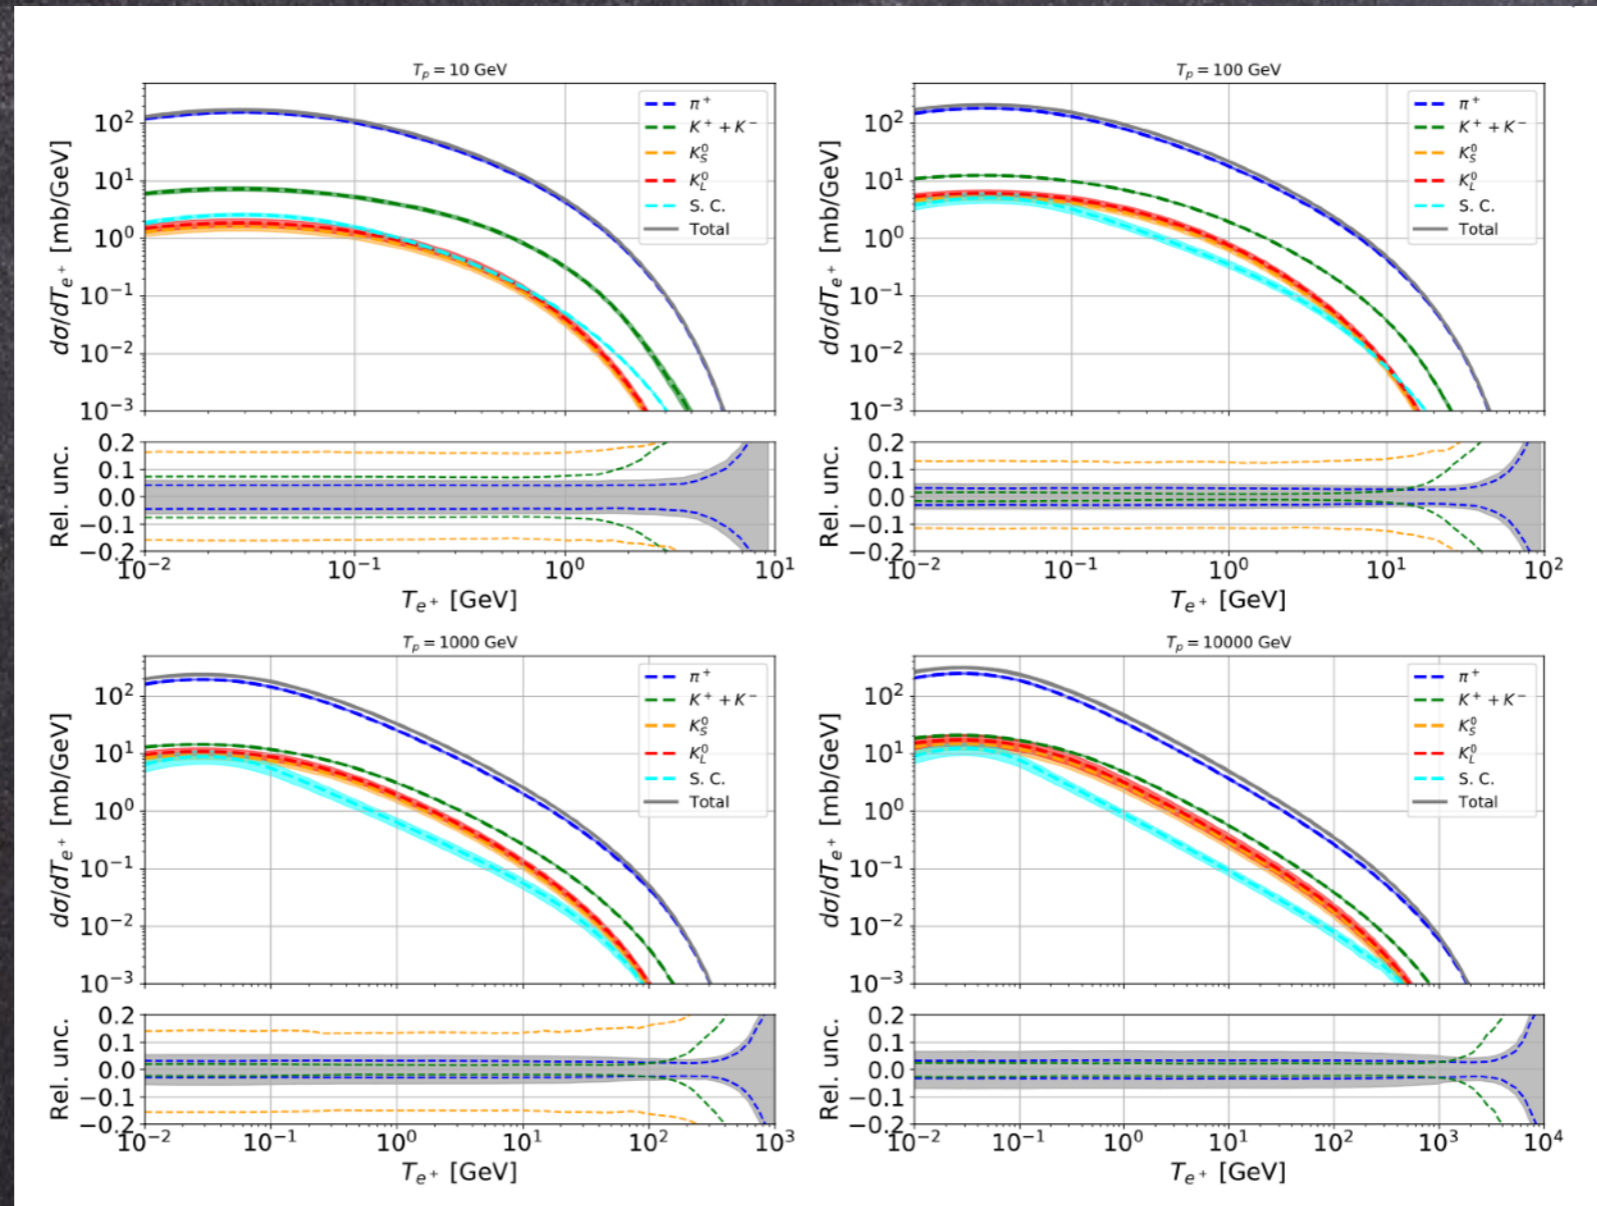 T_p = 10 GeV
dσ/dT_{e^+} [mb/GeV]
10^2
10^1
10^0
10^{-1}
10^{-2}
10^{-3}
π^+
K^+ + K^-
K^0_S
K^0_L
S. C.
Total
Rel. unc.
0.2
0.1
0.0
−0.1
−0.2
10^{-2} 10^{-1} 10^0 10^1
T_{e^+} [GeV]
T_p = 100 GeV
dσ/dT_{e^+} [mb/GeV]
10^2
10^1
10^0
10^{-1}
10^{-2}
10^{-3}
π^+
K^+ + K^-
K^0_S
K^0_L
S. C.
Total
Rel. unc.
0.2
0.1
0.0
−0.1
−0.2
10^{-2} 10^{-1} 10^0 10^1 10^2
T_{e^+} [GeV]
T_p = 1000 GeV
dσ/dT_{e^+} [mb/GeV]
10^2
10^1
10^0
10^{-1}
10^{-2}
10^{-3}
π^+
K^+ + K^-
K^0_S
K^0_L
S. C.
Total
Rel. unc.
0.2
0.1
0.0
−0.1
−0.2
10^{-2} 10^{-1} 10^0 10^1 10^2 10^3
T_{e^+} [GeV]
T_p = 10000 GeV
dσ/dT_{e^+} [mb/GeV]
10^2
10^1
10^0
10^{-1}
10^{-2}
10^{-3}
π^+
K^+ + K^-
K^0_S
K^0_L
S. C.
Total
Rel. unc.
0.2
0.1
0.0
−0.1
−0.2
10^{-2} 10^{-1} 10^0 10^1 10^2 10^3 10^4
T_{e^+} [GeV]